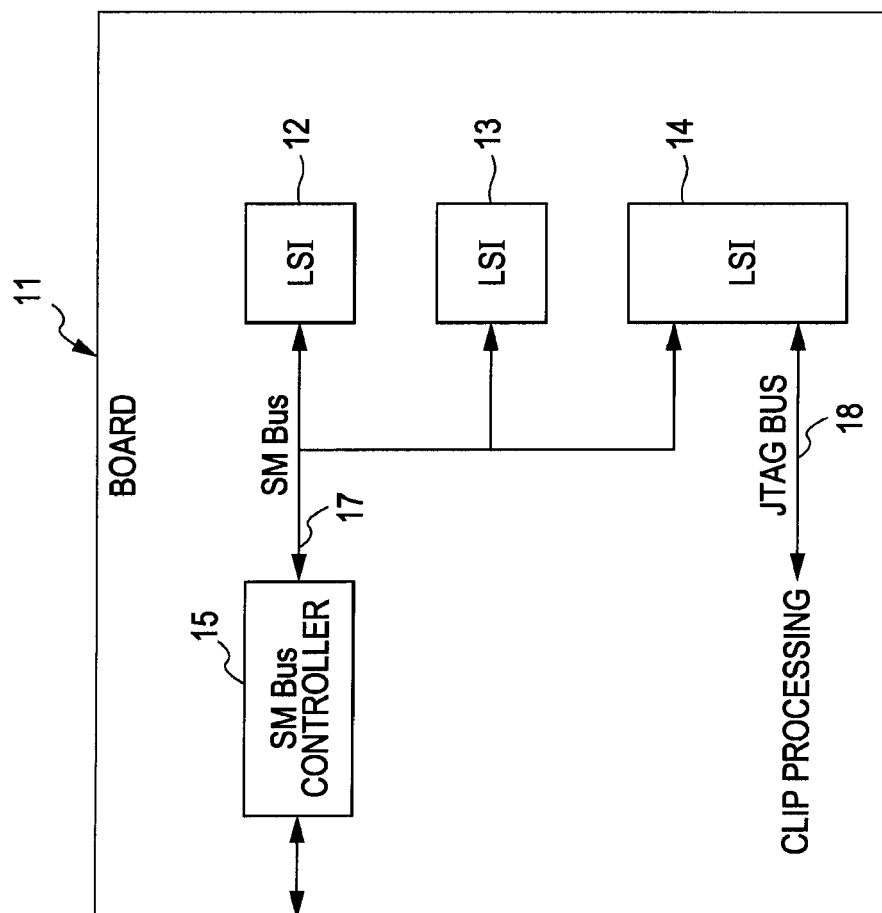 11
BOARD
12
LSI
13
LSI
14
LSI
SM Bus
17
JTAG BUS
18
15
SM Bus
CONTROLLER
CLIP PROCESSING